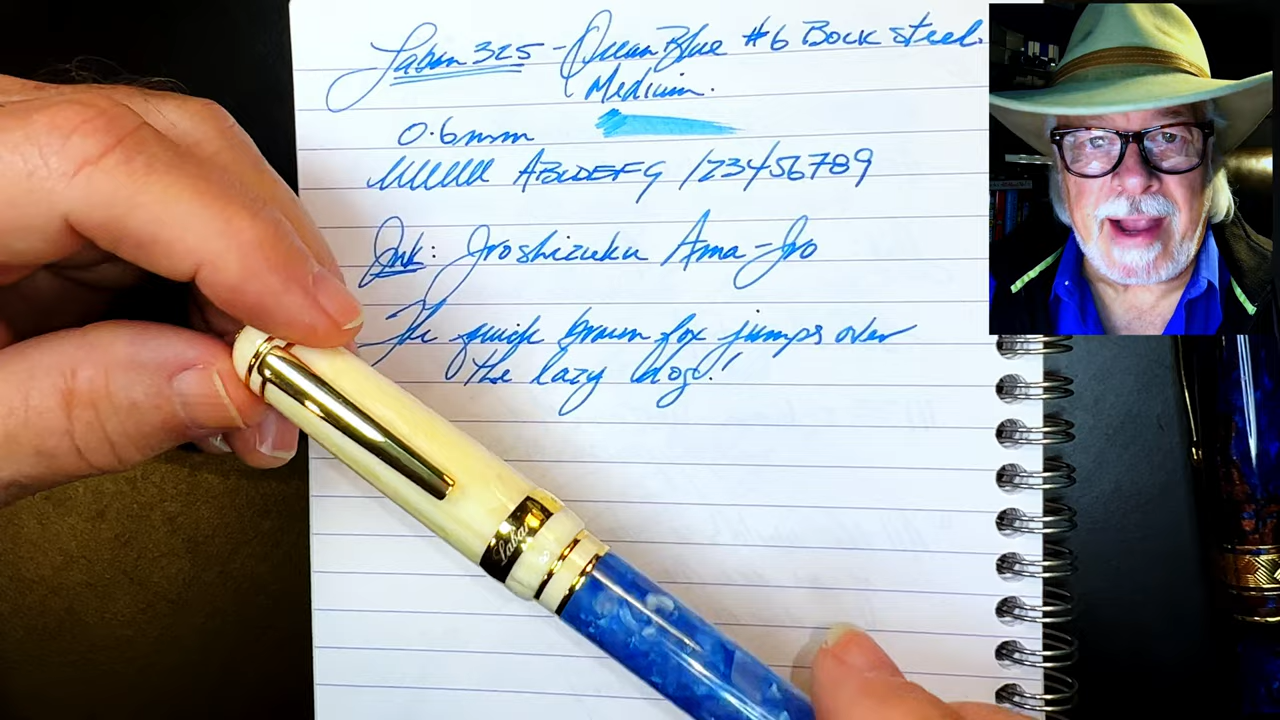 Laban 325 - Ocean Blue #6 Bock steel.
Medium.
0.6mm
ABCDEFG 123456789
Ink: Iroshizuku Ama-Iro
The quick brown fox jumps over
the lazy dog!
Laban